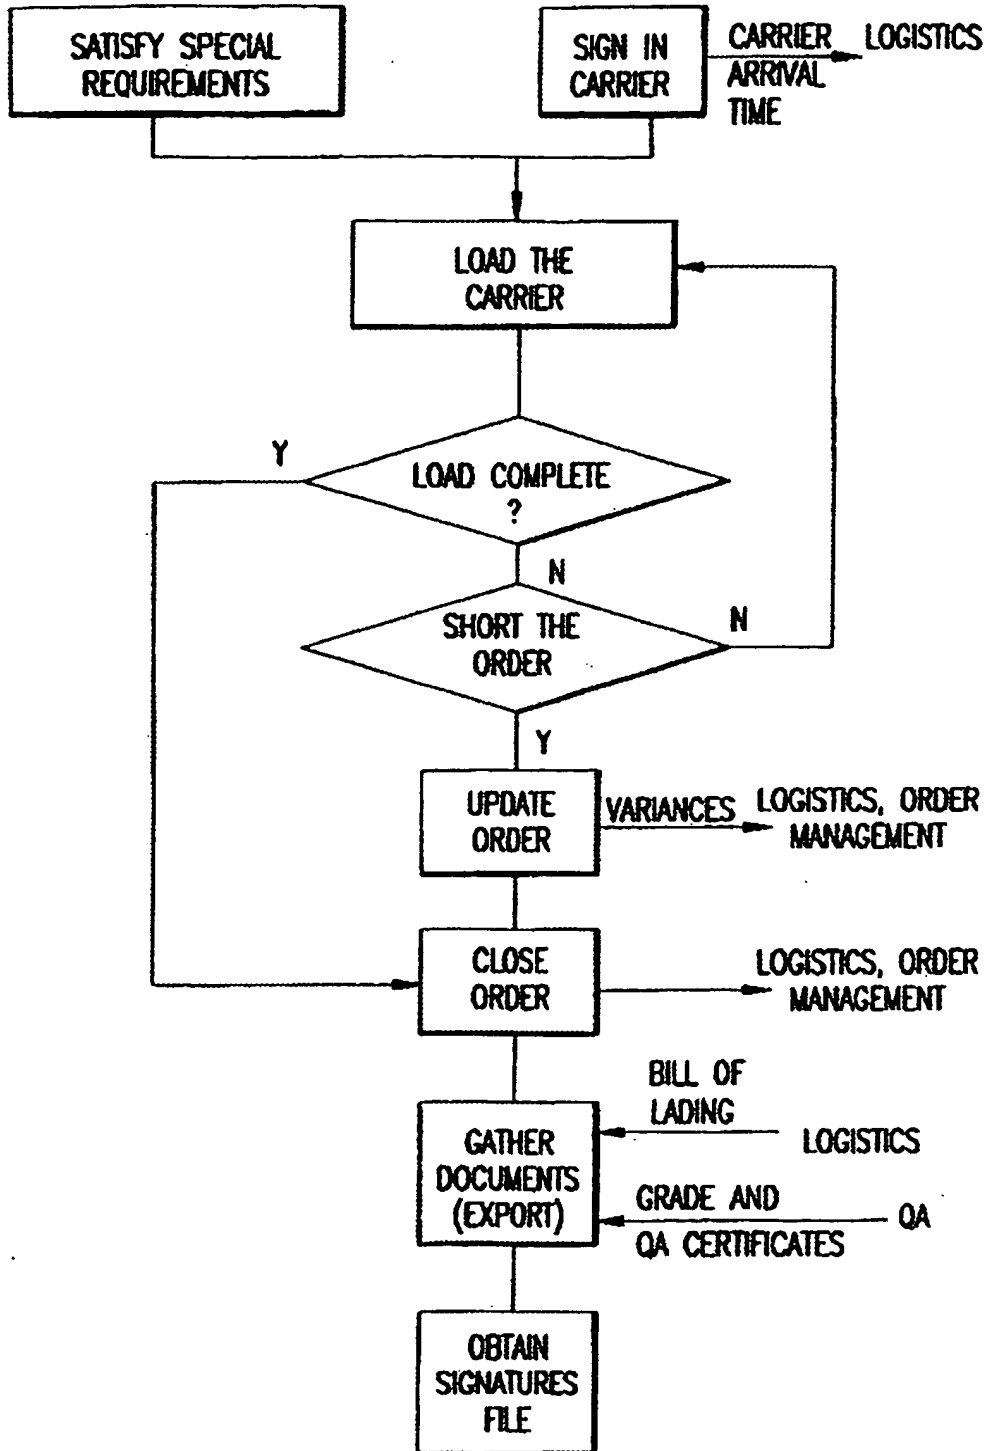 SATISFY SPECIAL
REQUIREMENTS
SIGN IN
CARRIER
CARRIER
ARRIVAL
TIME
LOGISTICS
LOAD THE
CARRIER
Y
LOAD COMPLETE
?
N
SHORT THE
ORDER
N
Y
UPDATE
ORDER
VARIANCES
LOGISTICS, ORDER
MANAGEMENT
CLOSE
ORDER
LOGISTICS, ORDER
MANAGEMENT
BILL OF
LADING
LOGISTICS
GATHER
DOCUMENTS
(EXPORT)
GRADE AND
QA CERTIFICATES
QA
OBTAIN
SIGNATURES
FILE